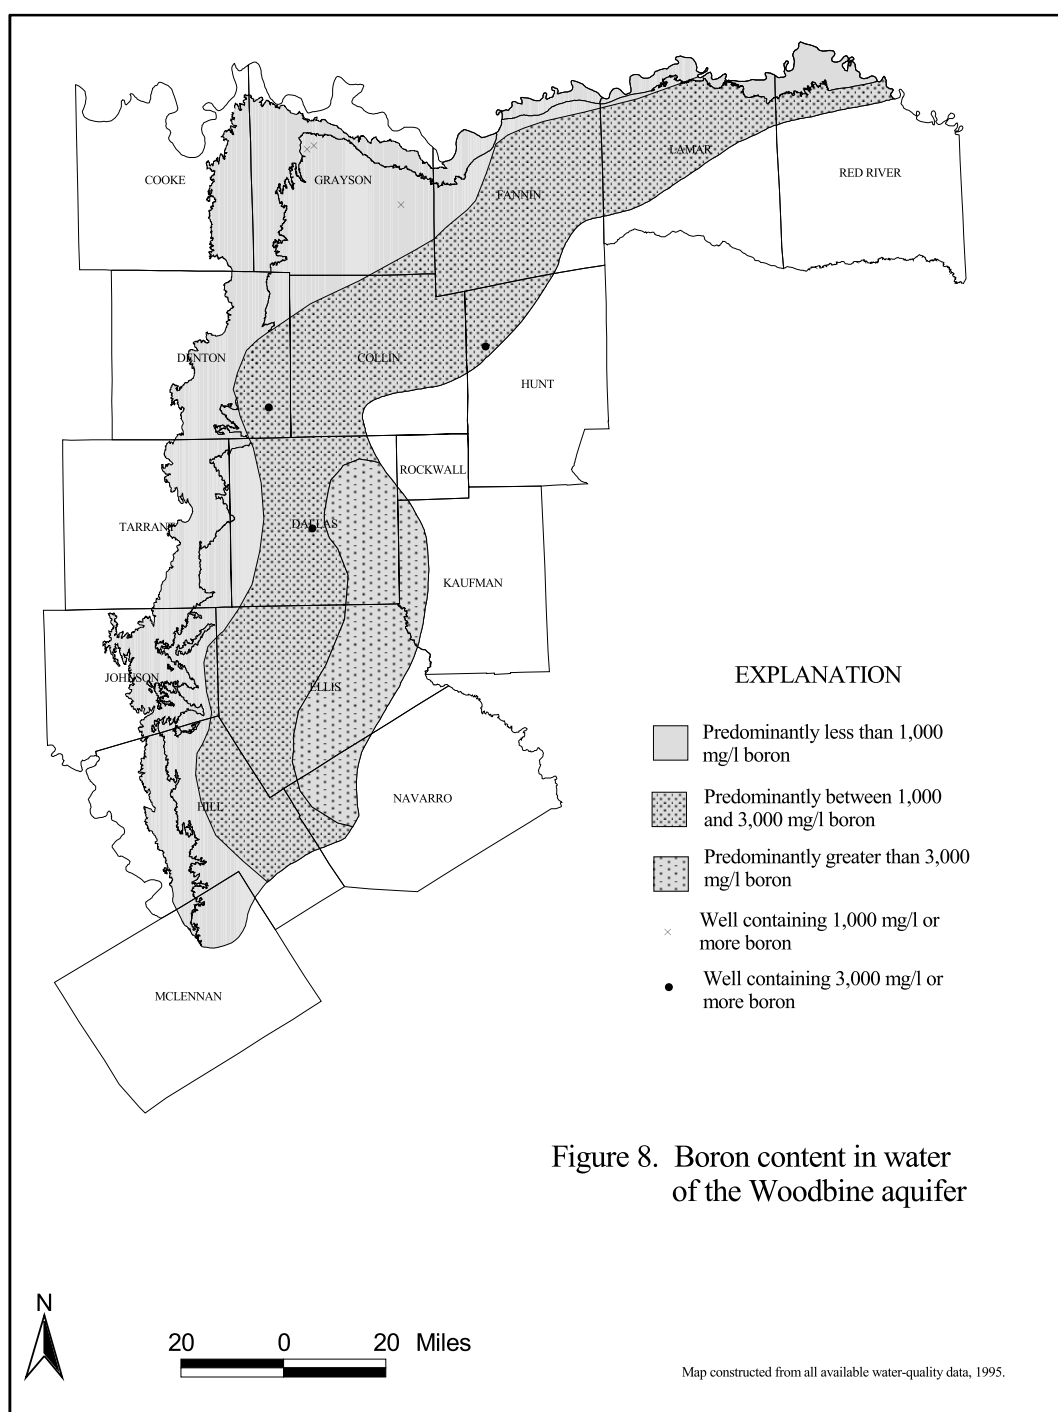 COOKE
GRAYSON
FANNIN
LAMAR
RED RIVER
DENTON
COLLIN
HUNT
ROCKWALL
TARRANT
DALLAS
KAUFMAN
JOHNSON
ELLIS
HILL
NAVARRO
MCLENNAN
EXPLANATION
Predominantly less than 1,000
mg/l boron
Predominantly between 1,000
and 3,000 mg/l boron
Predominantly greater than 3,000
mg/l boron
Well containing 1,000 mg/l or
more boron
Well containing 3,000 mg/l or
more boron
Figure 8. Boron content in water
of the Woodbine aquifer
N
20 0 20 Miles
Map constructed from all available water-quality data, 1995.